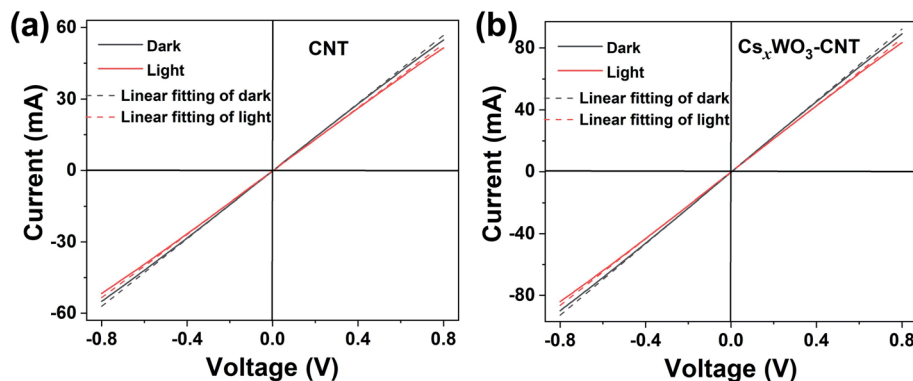 (a)
CNT
Dark
Light
Linear fitting of dark
Linear fitting of light
Current (mA)
60
30
0
-30
-60
-0.8
-0.4
0.0
0.4
0.8
Voltage (V)
(b)
CsₓWO₃-CNT
Dark
Light
Linear fitting of dark
Linear fitting of light
Current (mA)
80
40
0
-40
-80
-0.8
-0.4
0.0
0.4
0.8
Voltage (V)